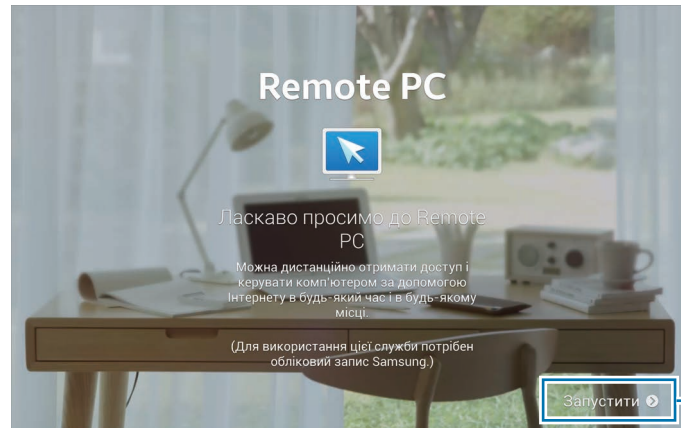 Remote PC
Ласкаво просимо до Remote
PC
Можна дистанційно отримати доступ і
керувати комп'ютером за допомогою
Інтернету в будь-який час і в будь-якому
місці.
(Для використання цієї служби потрібен
обліковий запис Samsung.)
Запустити